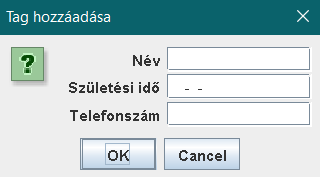 Tag hozzáadása
?
Név
Születési idő - -
Telefonszám
OK Cancel